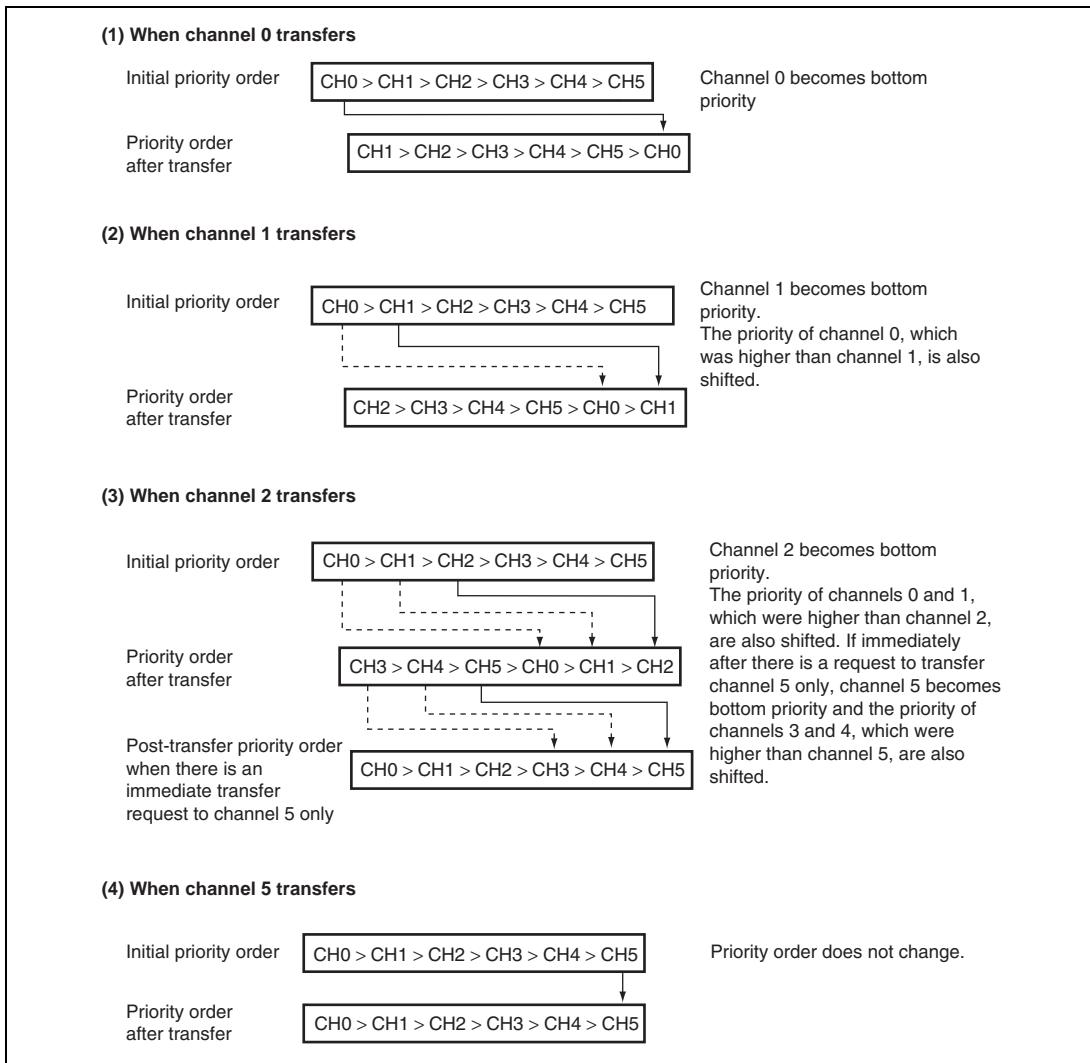 (1) When channel 0 transfers
Initial priority order
CH0 > CH1 > CH2 > CH3 > CH4 > CH5
Channel 0 becomes bottom
priority
Priority order
after transfer
CH1 > CH2 > CH3 > CH4 > CH5 > CH0
(2) When channel 1 transfers
Initial priority order
CH0 > CH1 > CH2 > CH3 > CH4 > CH5
Channel 1 becomes bottom
priority.
The priority of channel 0, which
was higher than channel 1, is also
shifted.
Priority order
after transfer
CH2 > CH3 > CH4 > CH5 > CH0 > CH1
(3) When channel 2 transfers
Initial priority order
CH0 > CH1 > CH2 > CH3 > CH4 > CH5
Channel 2 becomes bottom
priority.
The priority of channels 0 and 1,
which were higher than channel 2,
are also shifted. If immediately
after there is a request to transfer
channel 5 only, channel 5 becomes
bottom priority and the priority of
channels 3 and 4, which were
higher than channel 5, are also
shifted.
Priority order
after transfer
CH3 > CH4 > CH5 > CH0 > CH1 > CH2
Post-transfer priority order
when there is an
immediate transfer
request to channel 5 only
CH0 > CH1 > CH2 > CH3 > CH4 > CH5
(4) When channel 5 transfers
Initial priority order
CH0 > CH1 > CH2 > CH3 > CH4 > CH5
Priority order does not change.
Priority order
after transfer
CH0 > CH1 > CH2 > CH3 > CH4 > CH5